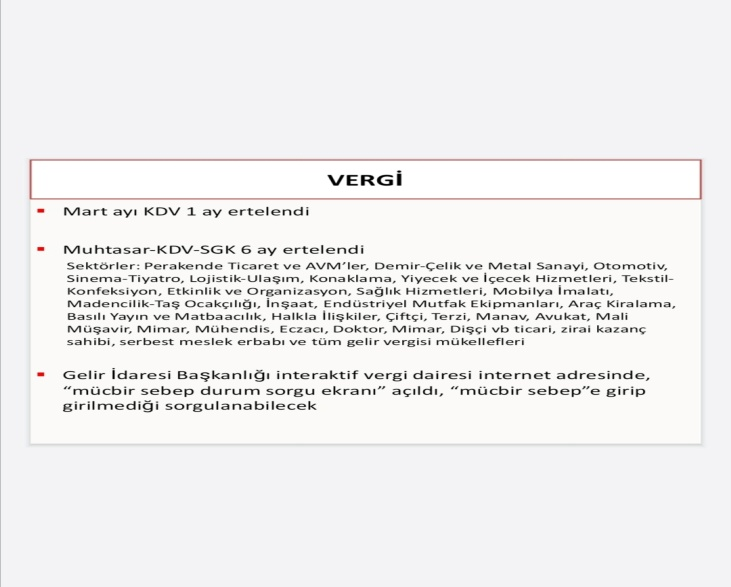 VERGİ
▪ Mart ayı KDV 1 ay ertelendi
▪ Muhtasar-KDV-SGK 6 ay ertelendi
Sektörler: Perakende Ticaret ve AVM'ler, Demir-Çelik ve Metal Sanayi, Otomotiv,
Sinema-Tiyatro, Lojistik-Ulaşım, Konaklama, Yiyecek ve İçecek Hizmetleri, Tekstil-
Konfeksiyon, Etkinlik ve Organizasyon, Sağlık Hizmetleri, Mobilya İmalatı,
Madencilik-Taş Ocakçılığı, İnşaat, Endüstriyel Mutfak Ekipmanları, Araç Kiralama,
Basılı Yayın ve Matbaacılık, Halkla İlişkiler, Çiftçi, Terzi, Manav, Avukat, Mali
Müşavir, Mimar, Mühendis, Eczacı, Doktor, Mimar, Dişçi vb ticari, zirai kazanç
sahibi, serbest meslek erbabı ve tüm gelir vergisi mükellefleri
▪ Gelir İdaresi Başkanlığı interaktif vergi dairesi internet adresinde,
“mücbir sebep durum sorgu ekranı” açıldı, “mücbir sebep”e girip
girilmediği sorgulanabilecek